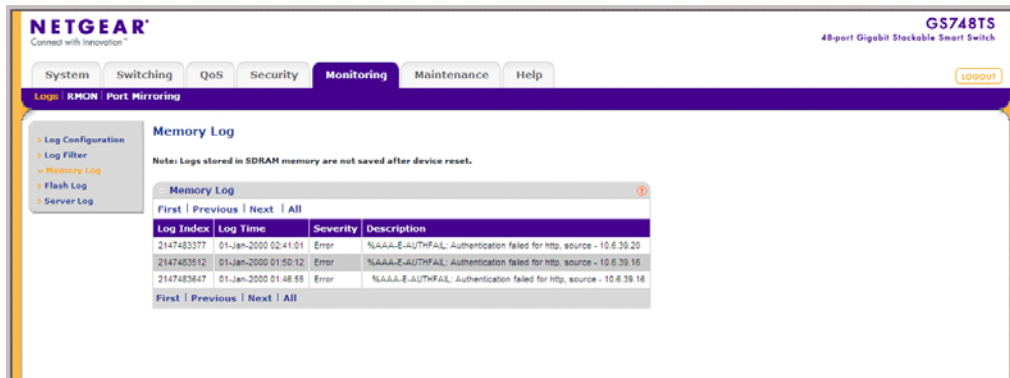 NETGEAR®
Connect with Innovation™
GS748TS
48-port Gigabit Stackable Smart Switch
System Switching QoS Security Monitoring Maintenance Help
LOGOUT
Logs | RMON | Port Mirroring
Log Configuration
Log Filter
Memory Log
Flash Log
Server Log
Memory Log
Note: Logs stored in SDRAM memory are not saved after device reset.
Memory Log
First | Previous | Next | All
Log Index Log Time Severity Description
2147483377 01-Jan-2000 02:41:01 Error %AAA-E-AUTHFAIL: Authentication failed for http, source - 10.6.39.20
2147483512 01-Jan-2000 01:50:12 Error %AAA-E-AUTHFAIL: Authentication failed for http, source - 10.6.39.16
2147483647 01-Jan-2000 01:46:55 Error %AAA-E-AUTHFAIL: Authentication failed for http, source - 10.6.39.16
First | Previous | Next | All